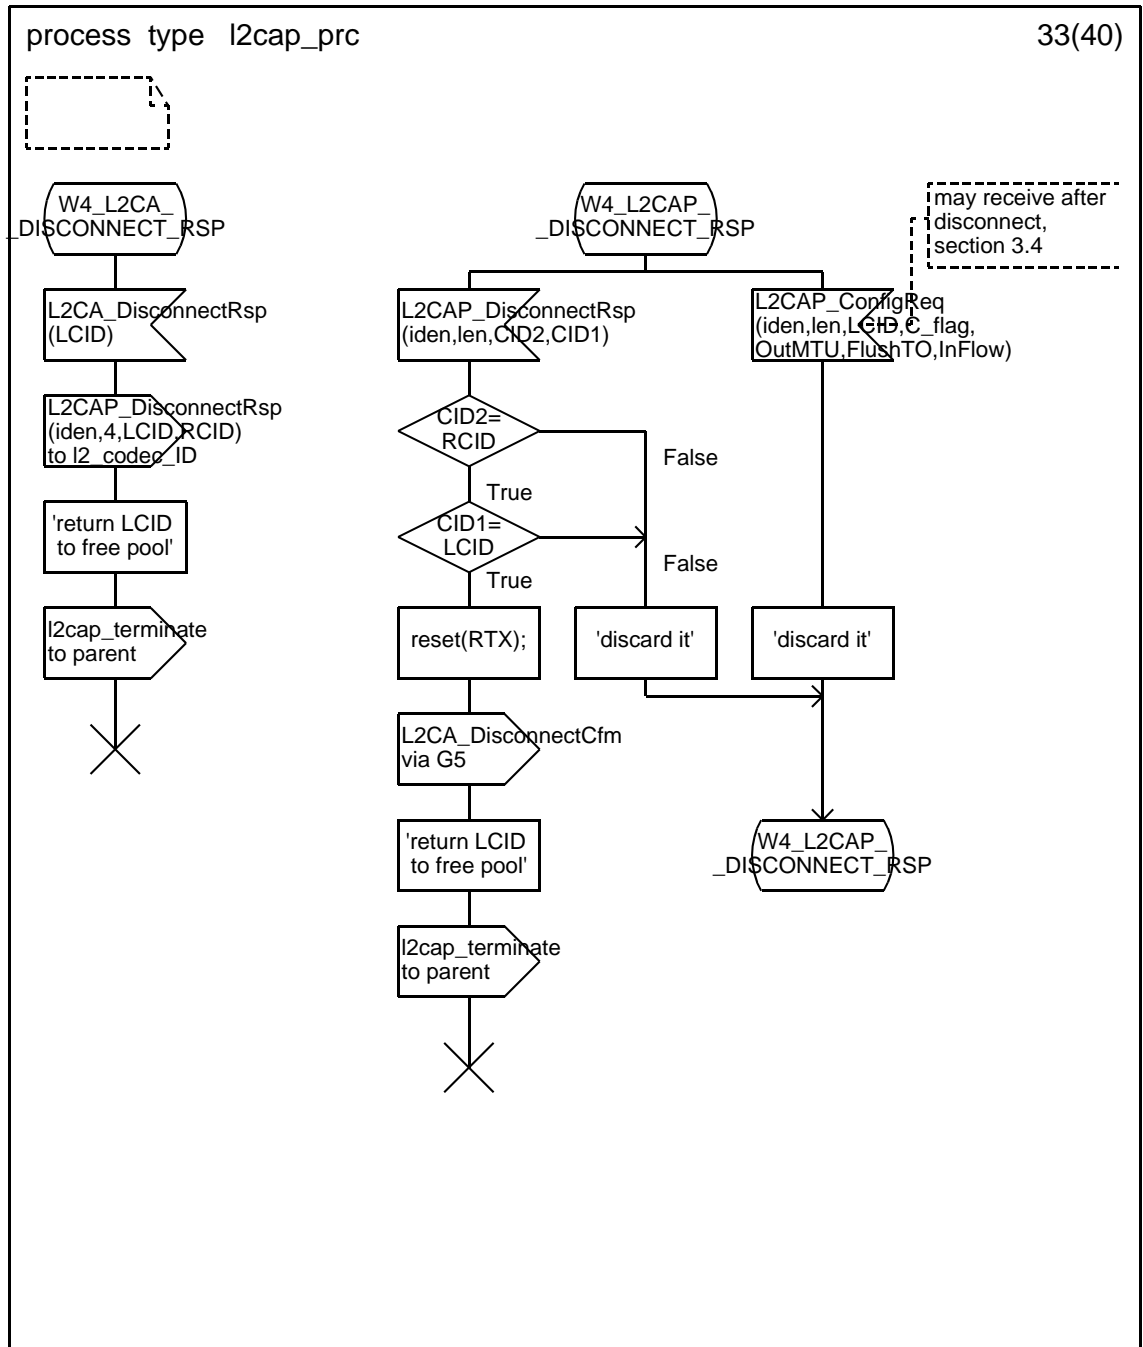 process type l2cap_prc
33(40)
W4_L2CA_
_DISCONNECT_RSP
L2CA_DisconnectRsp
(LCID)
L2CAP_DisconnectRsp
(iden,4,LCID,RCID)
to l2_codec_ID
'return LCID
to free pool'
l2cap_terminate
to parent
W4_L2CAP_
_DISCONNECT_RSP
may receive after
disconnect,
section 3.4
L2CAP_DisconnectRsp
(iden,len,CID2,CID1)
L2CAP_ConfigReq
(iden,len,LCID,C_flag,
OutMTU,FlushTO,InFlow)
CID2=
RCID
False
True
CID1=
LCID
False
True
reset(RTX);
'discard it'
'discard it'
L2CA_DisconnectCfm
via G5
'return LCID
to free pool'
l2cap_terminate
to parent
W4_L2CAP_
_DISCONNECT_RSP